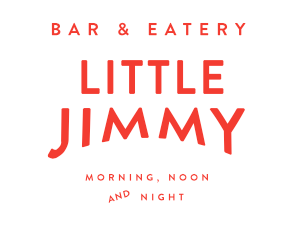 BAR & EATERY
LITTLE
JIMMY
MORNING, NOON
AND NIGHT